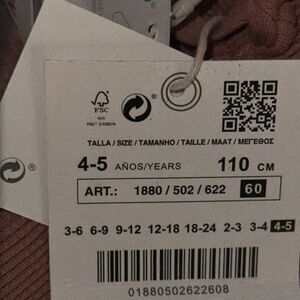 FSC
TALLA / SIZE / TAMANHO / TAILLE / MAAT / ΜΕΓΕΘΟΣ
4-5 AÑOS/YEARS 110 CM
ART.: 1880 / 502 / 622 60
3-6 6-9 9-12 12-18 18-24 2-3 3-4 4-5
01880502622608